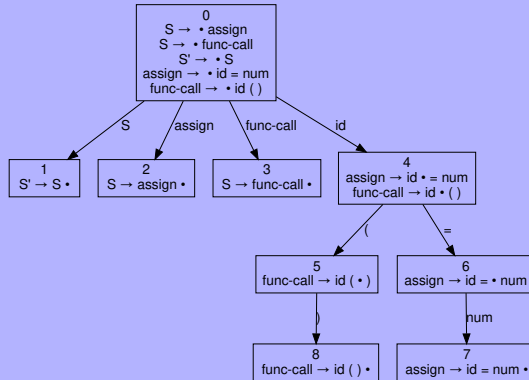 0
S → • assign
S → • func-call
S' → • S
assign → • id = num
func-call → • id ( )
S
assign
func-call
id
1
S' → S •
2
S → assign •
3
S → func-call •
4
assign → id • = num
func-call → id • ( )
(
=
5
func-call → id ( • )
6
assign → id = • num
)
num
8
func-call → id ( ) •
7
assign → id = num •